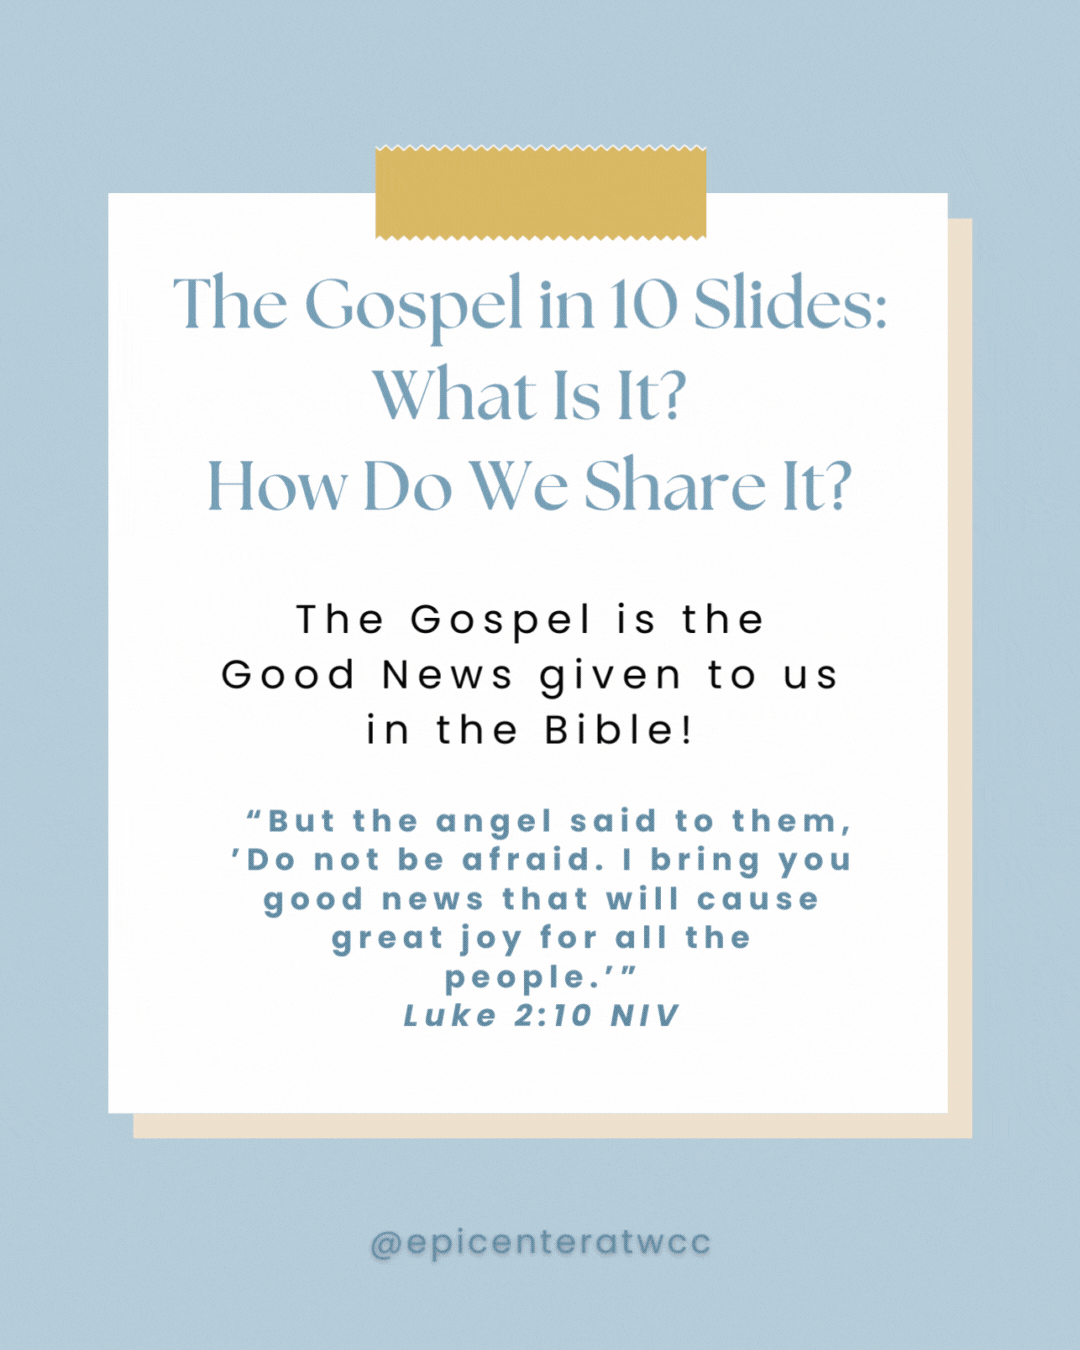 The Gospel in 10 Slides:
What Is It?
How Do We Share It?
The Gospel is the
Good News given to us
in the Bible!
“But the angel said to them,
’Do not be afraid. I bring you
good news that will cause
great joy for all the
people.’”
Luke 2:10 NIV
@epicenteratwcc